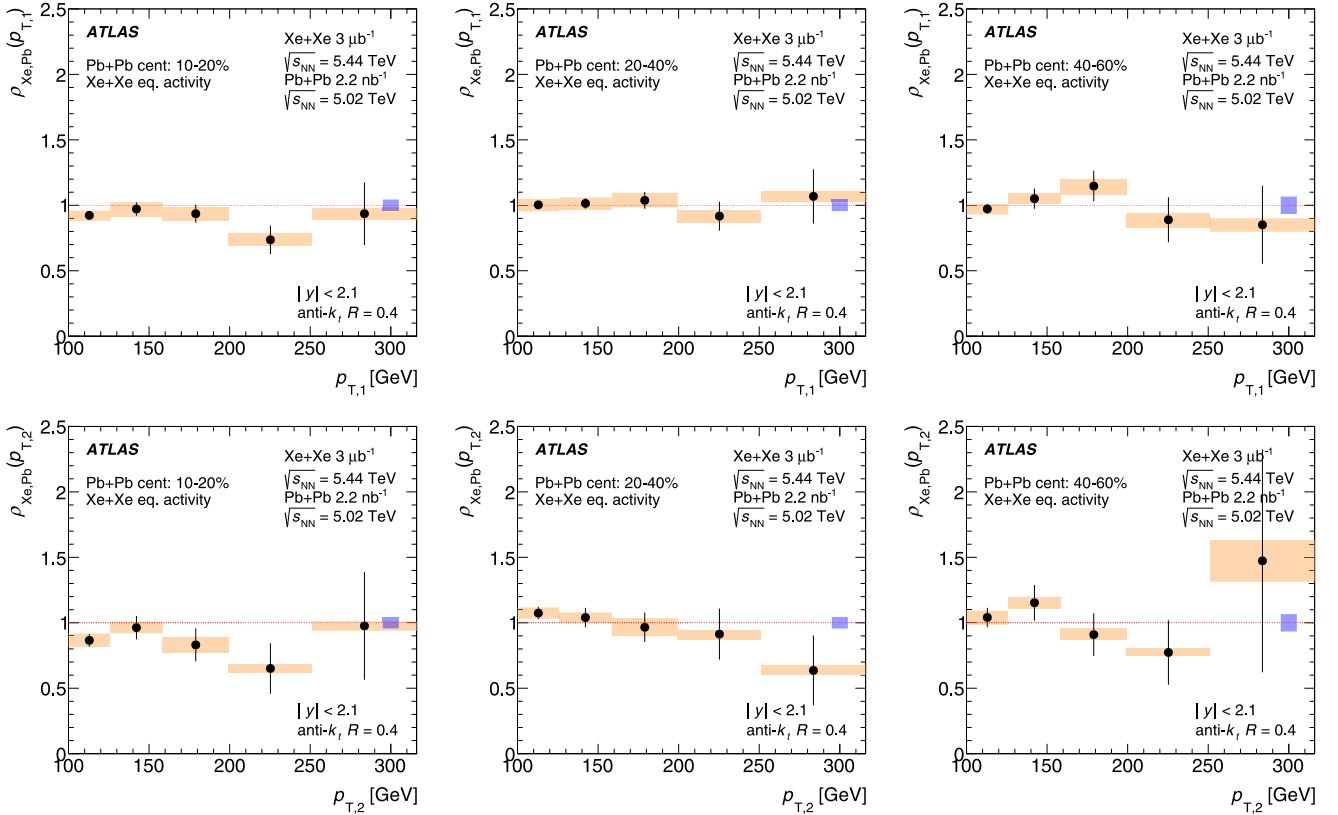 ρXe,Pb(pT,1)
2.5
2
1.5
1
0.5
0
ATLAS
Pb+Pb cent: 10-20%
Xe+Xe eq. activity
Xe+Xe 3 μb-1
√sNN = 5.44 TeV
Pb+Pb 2.2 nb-1
√sNN = 5.02 TeV
| y| < 2.1
anti-kt R = 0.4
100 150 200 250 300
pT,1 [GeV]
ρXe,Pb(pT,1)
2.5
2
1.5
1
0.5
0
ATLAS
Pb+Pb cent: 20-40%
Xe+Xe eq. activity
Xe+Xe 3 μb-1
√sNN = 5.44 TeV
Pb+Pb 2.2 nb-1
√sNN = 5.02 TeV
| y| < 2.1
anti-kt R = 0.4
100 150 200 250 300
pT,1 [GeV]
ρXe,Pb(pT,1)
2.5
2
1.5
1
0.5
0
ATLAS
Pb+Pb cent: 40-60%
Xe+Xe eq. activity
Xe+Xe 3 μb-1
√sNN = 5.44 TeV
Pb+Pb 2.2 nb-1
√sNN = 5.02 TeV
| y| < 2.1
anti-kt R = 0.4
100 150 200 250 300
pT,1 [GeV]
ρXe,Pb(pT,2)
2.5
2
1.5
1
0.5
0
ATLAS
Pb+Pb cent: 10-20%
Xe+Xe eq. activity
Xe+Xe 3 μb-1
√sNN = 5.44 TeV
Pb+Pb 2.2 nb-1
√sNN = 5.02 TeV
| y| < 2.1
anti-kt R = 0.4
100 150 200 250 300
pT,2 [GeV]
ρXe,Pb(pT,2)
2.5
2
1.5
1
0.5
0
ATLAS
Pb+Pb cent: 20-40%
Xe+Xe eq. activity
Xe+Xe 3 μb-1
√sNN = 5.44 TeV
Pb+Pb 2.2 nb-1
√sNN = 5.02 TeV
| y| < 2.1
anti-kt R = 0.4
100 150 200 250 300
pT,2 [GeV]
ρXe,Pb(pT,2)
2.5
2
1.5
1
0.5
0
ATLAS
Pb+Pb cent: 40-60%
Xe+Xe eq. activity
Xe+Xe 3 μb-1
√sNN = 5.44 TeV
Pb+Pb 2.2 nb-1
√sNN = 5.02 TeV
| y| < 2.1
anti-kt R = 0.4
100 150 200 250 300
pT,2 [GeV]